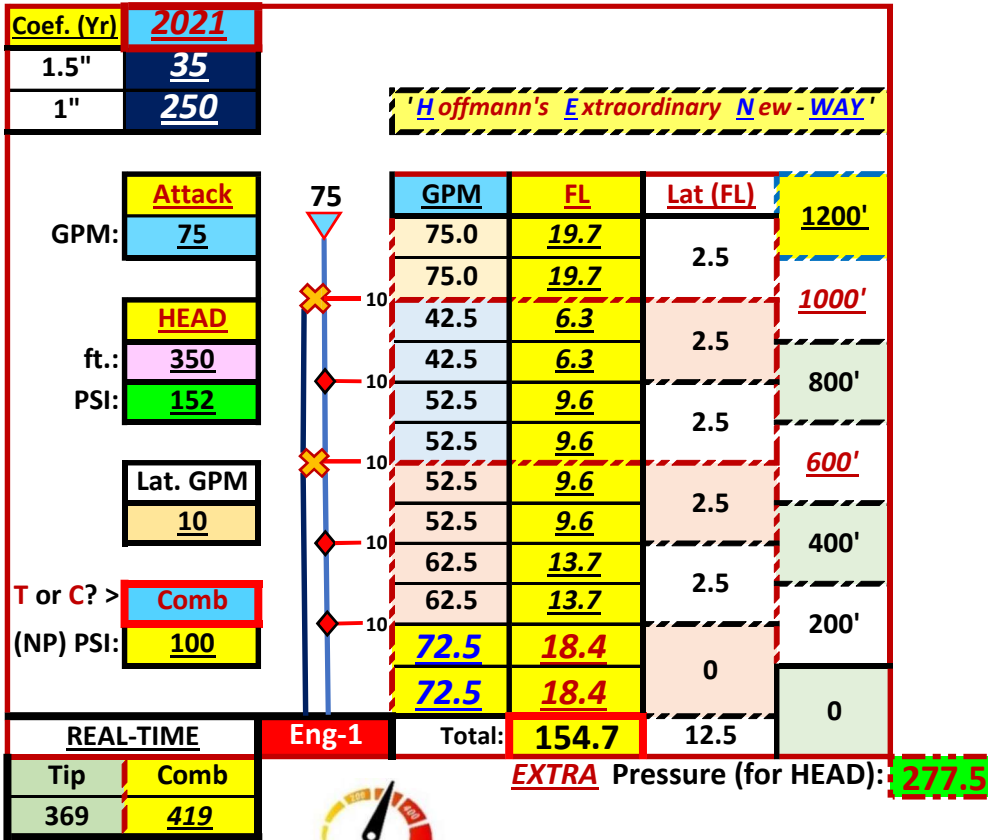 Coef. (Yr) 2021
1.5" 35
1" 250
'Hoffmann's Extraordinary New-WAY'
Attack
GPM: 75
75
GPM FL Lat (FL)
1200'
75.0 19.7
2.5
75.0 19.7
1000'
10
HEAD
42.5 6.3
2.5
ft.: 350
42.5 6.3
800'
10
PSI: 152
52.5 9.6
2.5
52.5 9.6
600'
10
Lat. GPM
52.5 9.6
2.5
10
52.5 9.6
400'
10
62.5 13.7
2.5
T or C? > Comb
62.5 13.7
200'
10
(NP) PSI: 100
72.5 18.4
0
72.5 18.4
0
REAL-TIME Eng-1 Total: 154.7 12.5
Tip Comb
EXTRA Pressure (for HEAD): 277.5
369 419
100
400